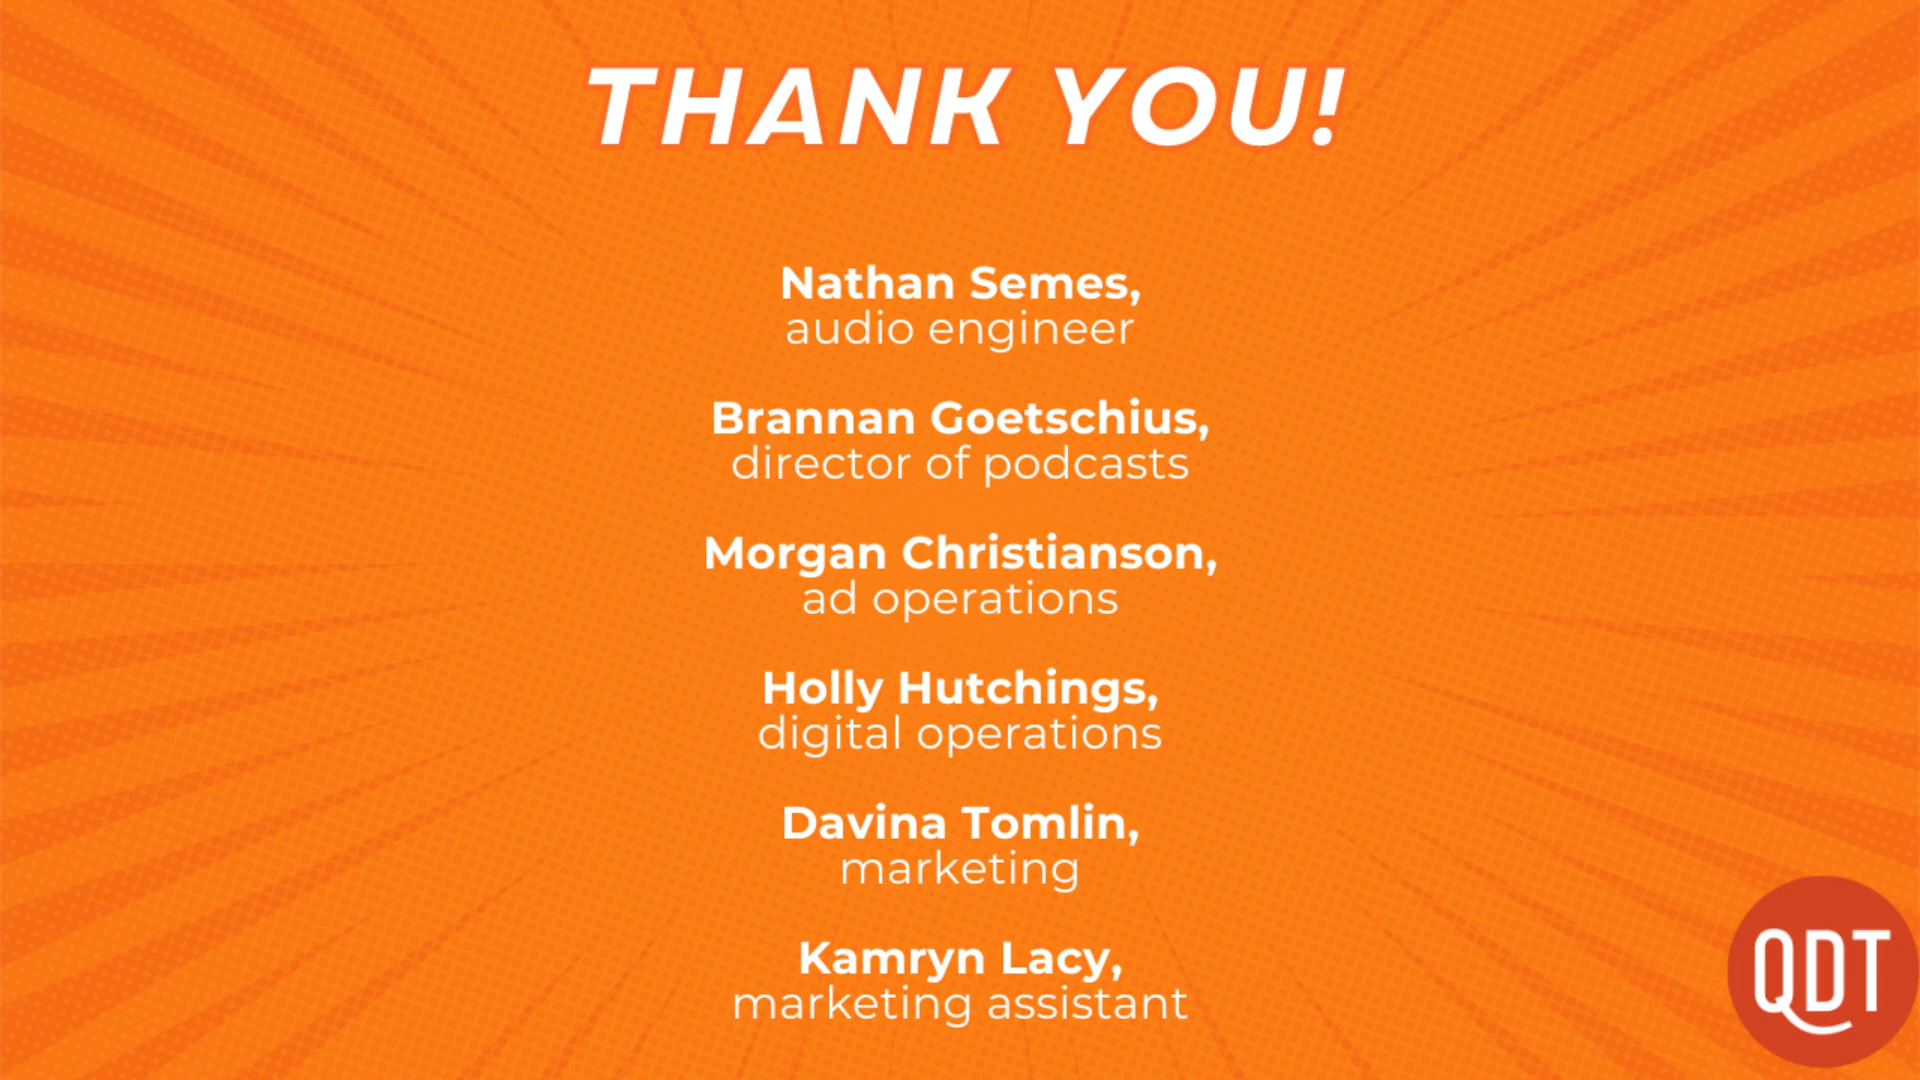 THANK YOU!
Nathan Semes,
audio engineer
Brannan Goetschius,
director of podcasts
Morgan Christianson,
ad operations
Holly Hutchings,
digital operations
Davina Tomlin,
marketing
Kamryn Lacy,
marketing assistant
QDT